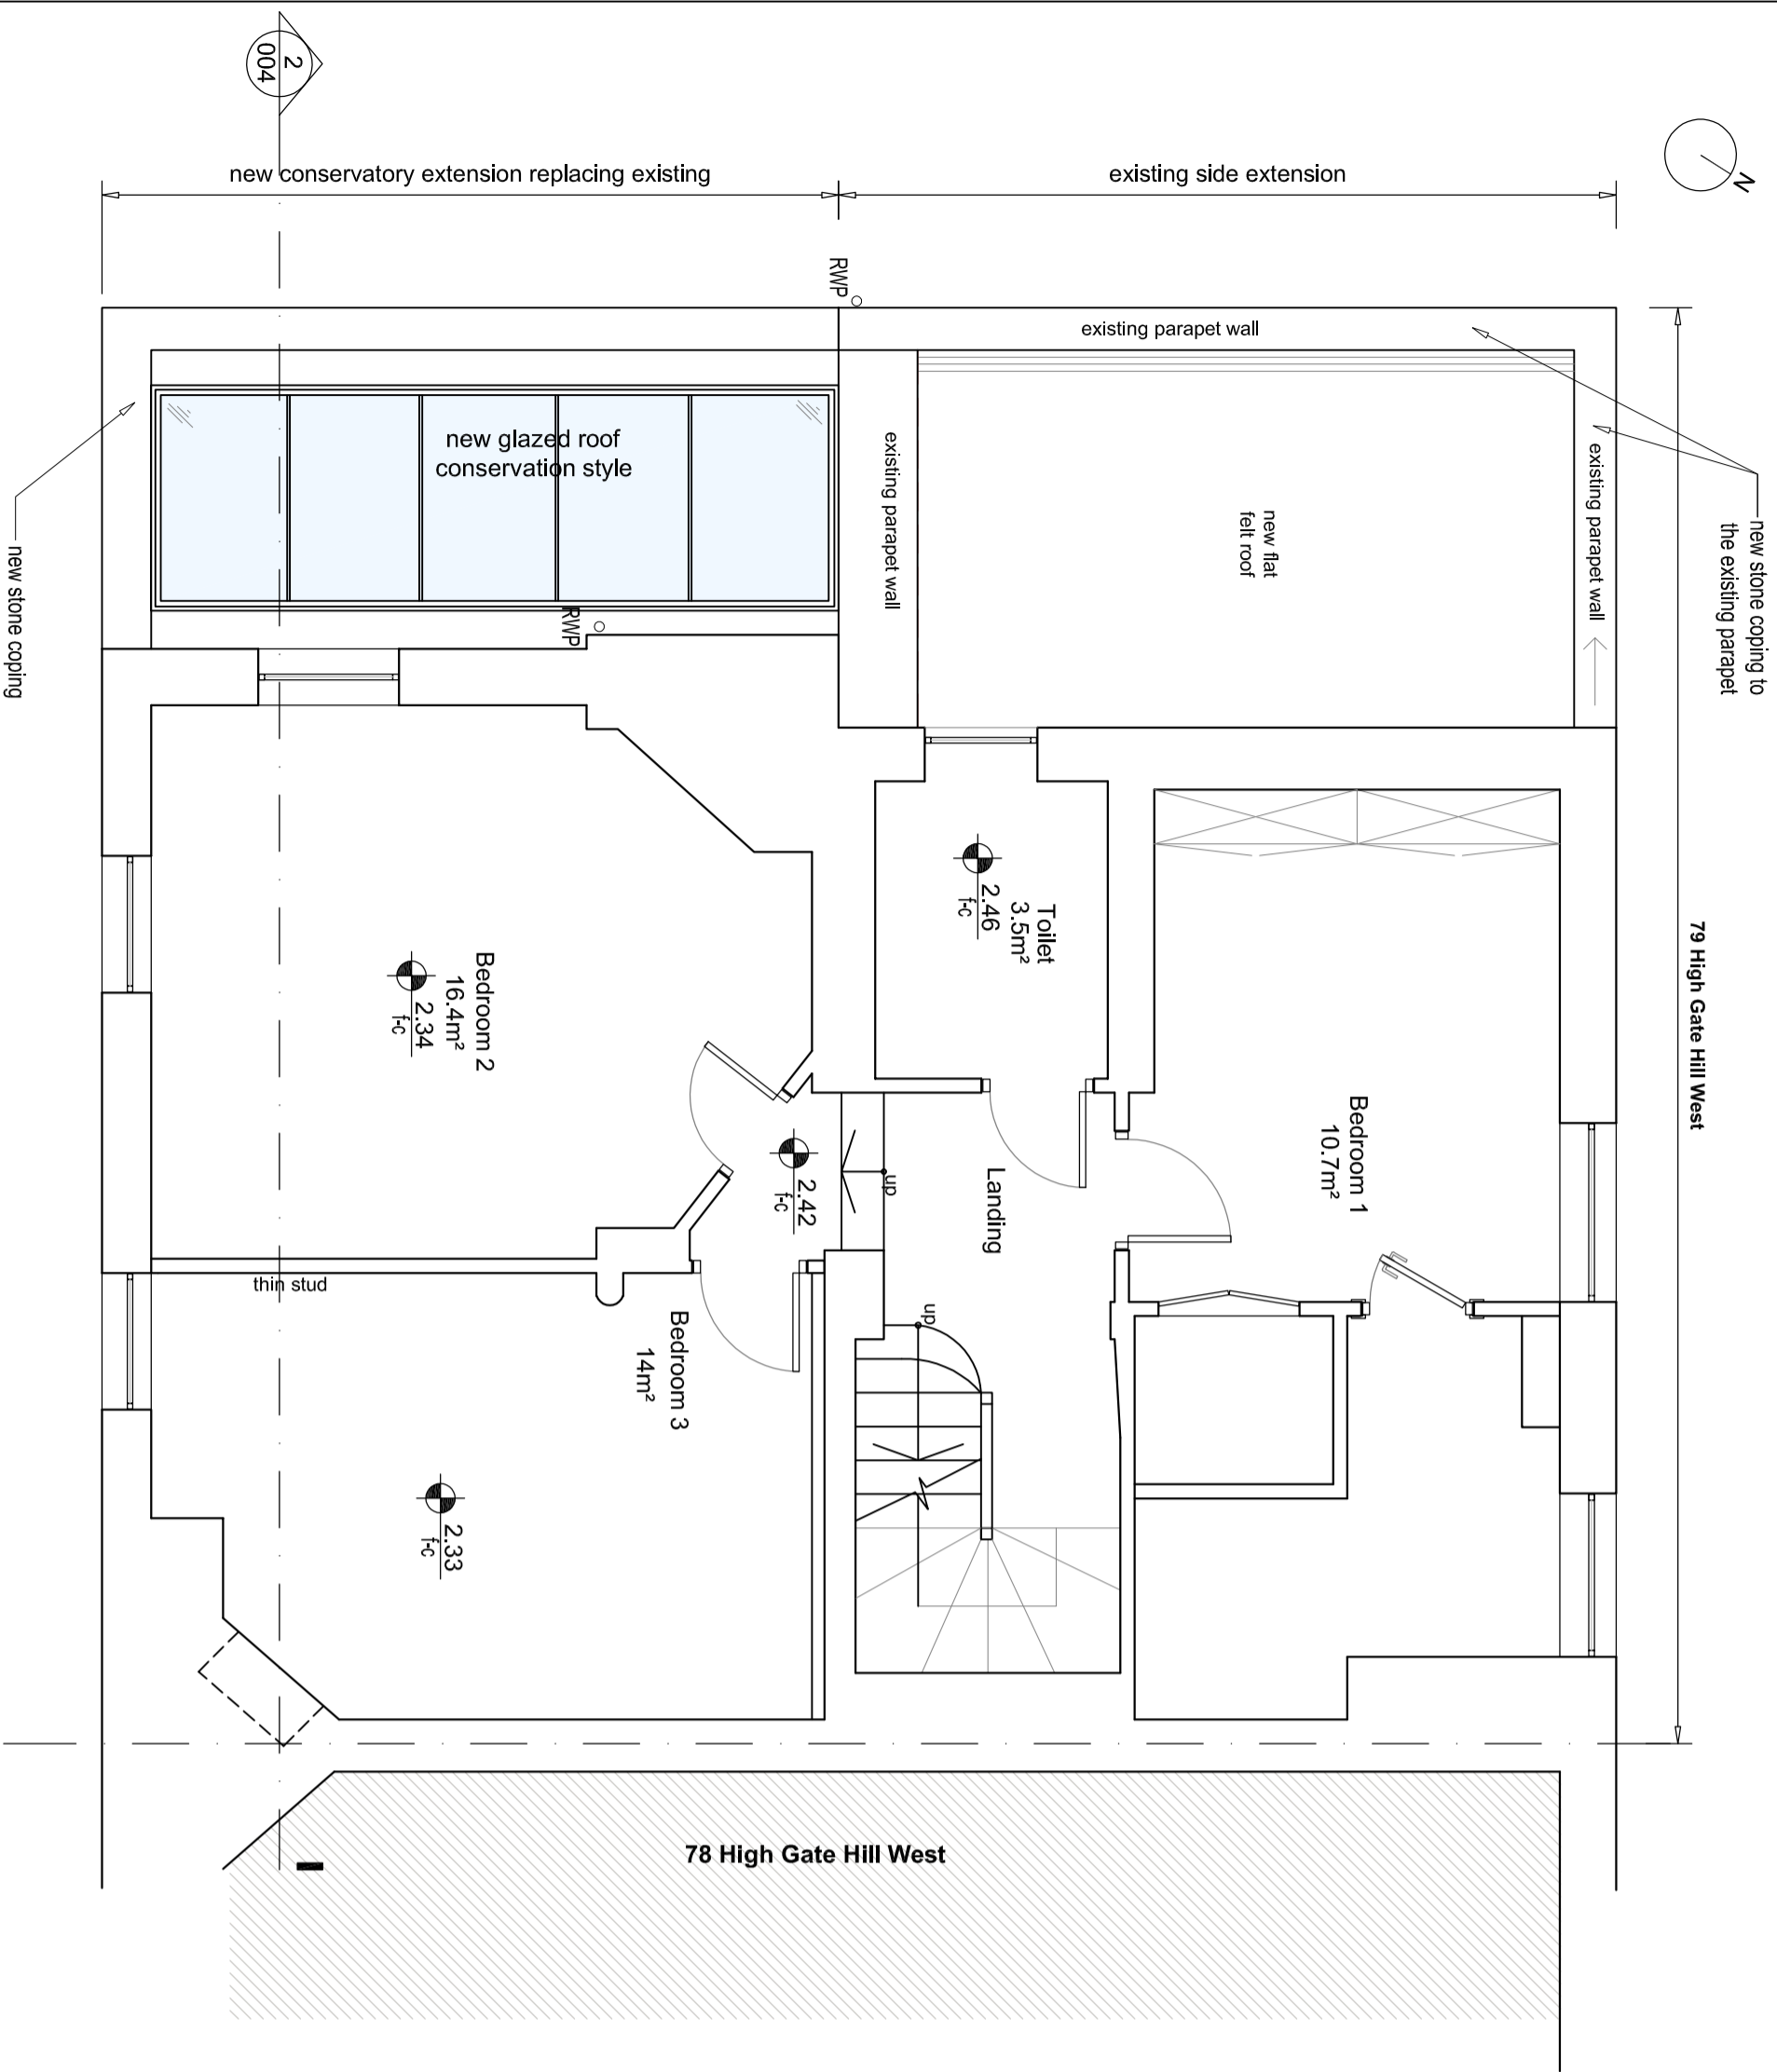 2
004
N
new conservatory extension replacing existing
existing side extension
RWP
existing parapet wall
new glazed roof
conservation style
existing parapet wall
new flat
felt roof
existing parapet wall
new stone coping to
the existing parapet
new stone coping
RWP
79 High Gate Hill West
Toilet
3.5m²
2.46
f-c
Bedroom 2
16.4m²
2.34
f-c
Bedroom 1
10.7m²
2.42
f-c
up
Landing
thin stud
up
Bedroom 3
14m²
2.33
f-c
78 High Gate Hill West